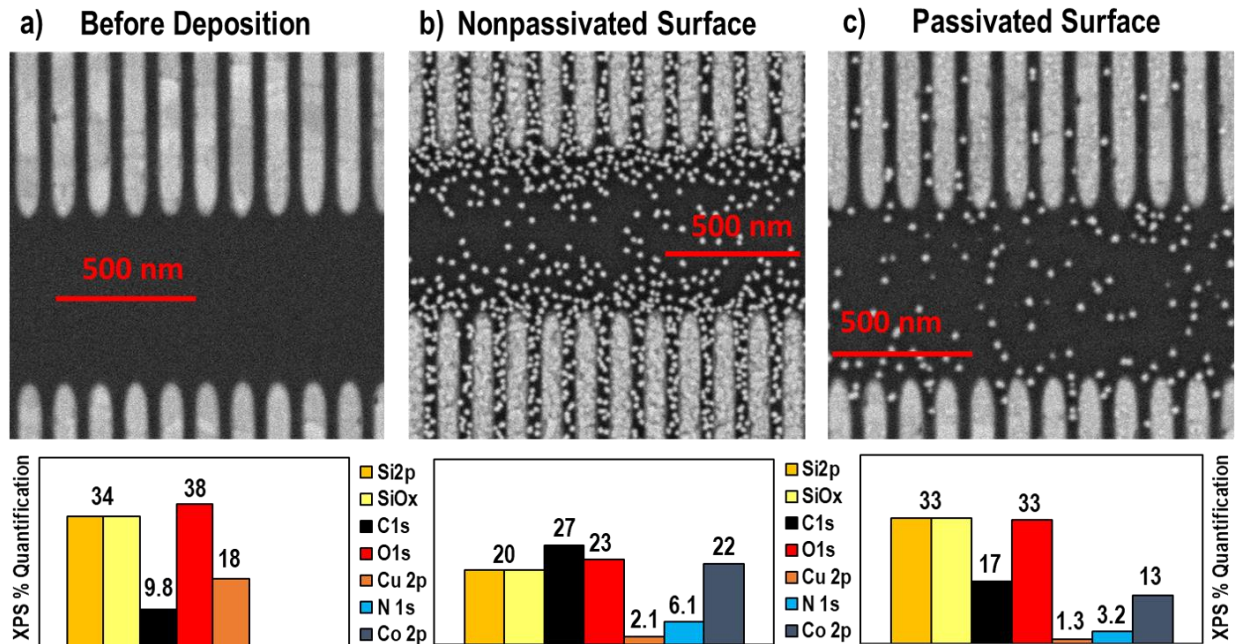 a) Before Deposition
b) Nonpassivated Surface
c) Passivated Surface
500 nm
500 nm
500 nm
XPS % Quantification
34
9.8
38
18
Si2p
SiOx
C1s
O1s
Cu 2p
N 1s
Co 2p
20
27
23
2.1
6.1
22
Si2p
SiOx
C1s
O1s
Cu 2p
N 1s
Co 2p
33
17
33
1.3
3.2
13
XPS % Quantification